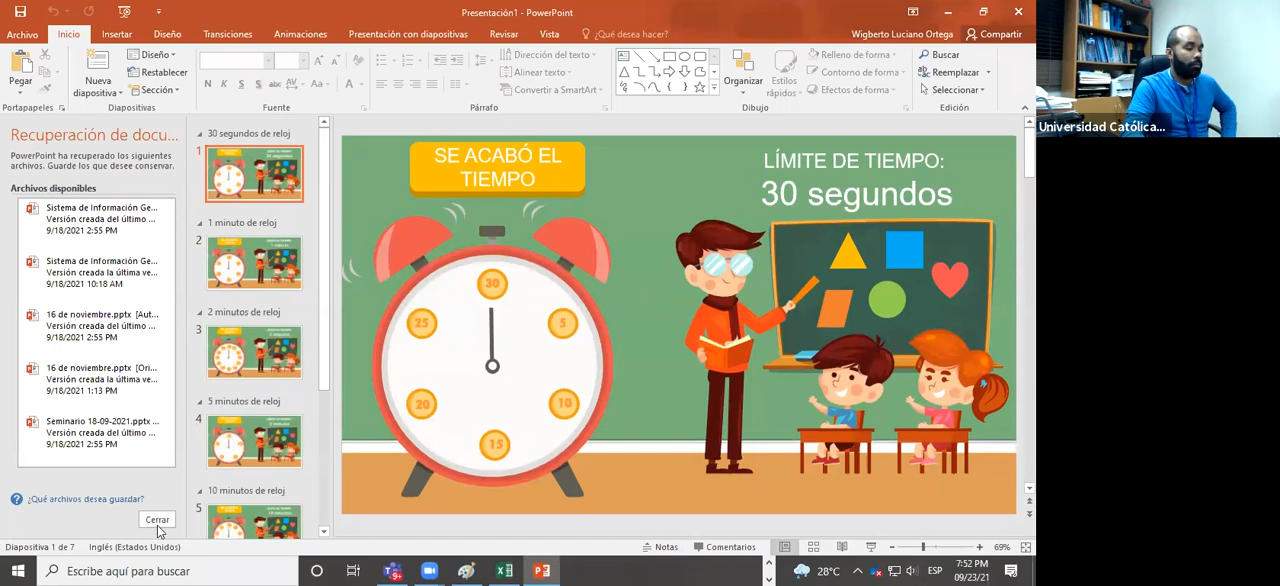 Presentación1 - PowerPoint
Archivo Inicio Insertar Diseño Transiciones Animaciones Presentación con diapositivas Revisar Vista ¿Qué desea hacer? Wigberto Luciano Ortega Compartir
Pegar
Nueva diapositiva
Diseño
Restablecer
Sección
N K S S abc AV Aa A
Dirección del texto
Alinear texto
Convertir a SmartArt
Organizar
Estilos rápidos
Relleno de forma
Contorno de forma
Efectos de forma
Buscar
Reemplazar
Seleccionar
Portapapeles Diapositivas Fuente Párrafo Dibujo Edición
Recuperación de docu...
PowerPoint ha recuperado los siguientes
archivos. Guarde los que desee conservar.
Archivos disponibles
Sistema de Información Ge...
Versión creada del último ...
9/18/2021 2:55 PM
Sistema de Información Ge...
Versión creada la última ve...
9/18/2021 10:18 AM
16 de noviembre.pptx [Aut...
Versión creada del último ...
9/18/2021 2:55 PM
16 de noviembre.pptx [Ori...
Versión creada la última ve...
9/18/2021 1:13 PM
Seminario 18-09-2021.pptx ...
Versión creada del último ...
9/18/2021 2:55 PM
¿Qué archivos desea guardar?
Cerrar
30 segundos de reloj
1
1 minuto de reloj
2
2 minutos de reloj
3
5 minutos de reloj
4
10 minutos de reloj
5
SE ACABÓ EL
TIEMPO
LÍMITE DE TIEMPO:
30 segundos
30
25 5
20 10
15
Universidad Católica...
Diapositiva 1 de 7 Inglés (Estados Unidos) Notas Comentarios 69%
Escribe aquí para buscar
28°C ESP
7:52 PM
09/23/21